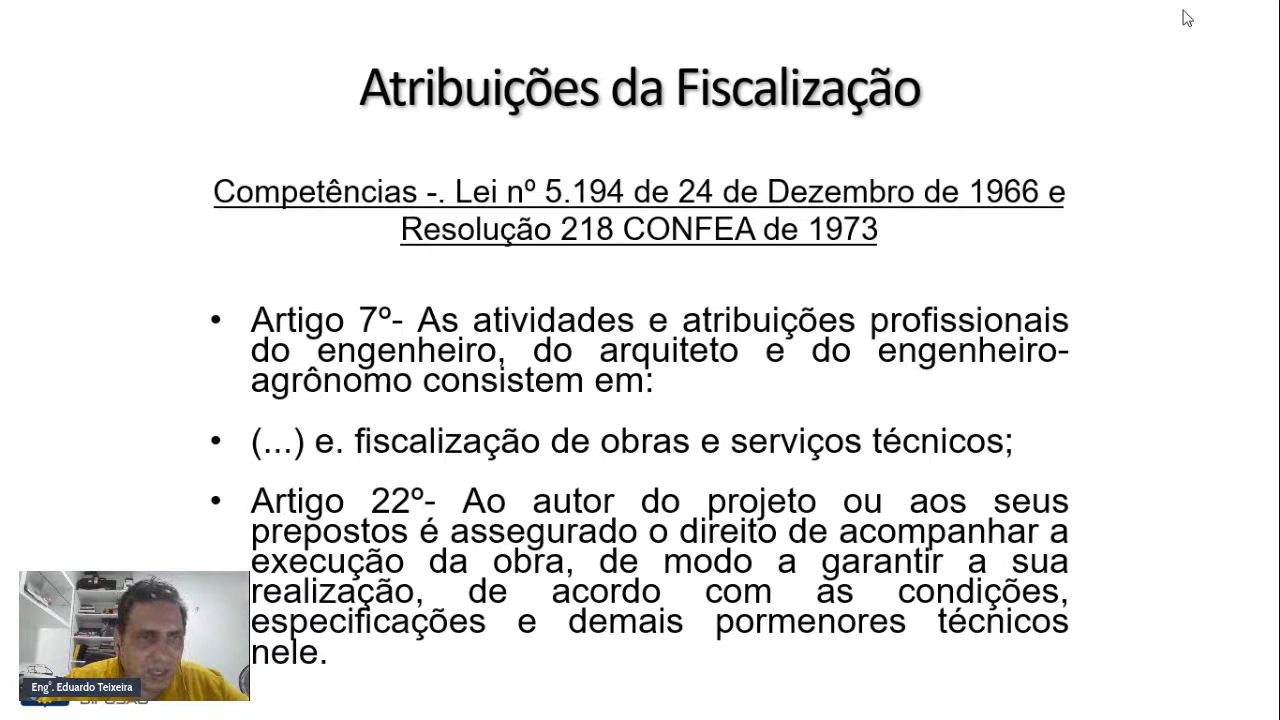 Atribuições da Fiscalização
Competências -. Lei nº 5.194 de 24 de Dezembro de 1966 e
Resolução 218 CONFEA de 1973
• Artigo 7º- As atividades e atribuições profissionais
do engenheiro, do arquiteto e do engenheiro-
agrônomo consistem em:
• (...) e. fiscalização de obras e serviços técnicos;
• Artigo 22º- Ao autor do projeto ou aos seus
prepostos é assegurado o direito de acompanhar a
execução da obra, de modo a garantir a sua
realização, de acordo com as condições,
especificações e demais pormenores técnicos
nele.
Eng°. Eduardo Teixeira